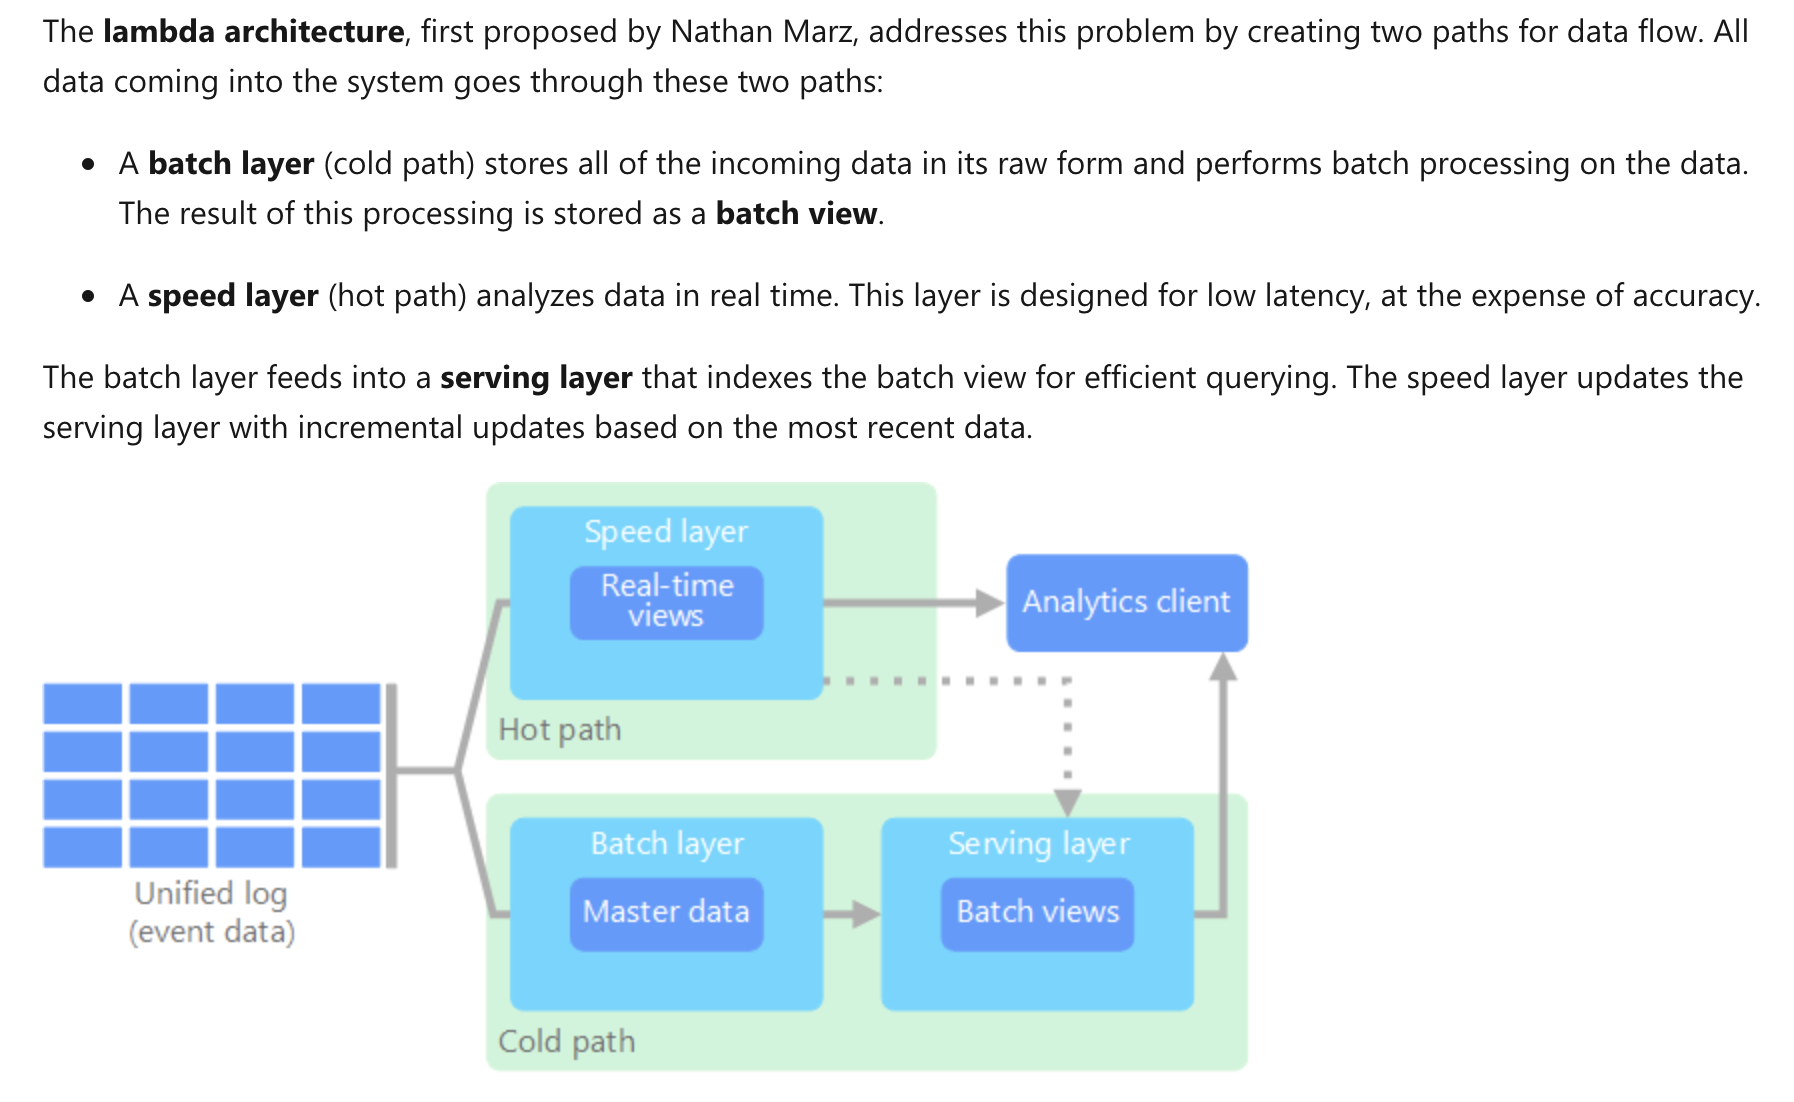 The lambda architecture, first proposed by Nathan Marz, addresses this problem by creating two paths for data flow. All
data coming into the system goes through these two paths:
• A batch layer (cold path) stores all of the incoming data in its raw form and performs batch processing on the data.
The result of this processing is stored as a batch view.
• A speed layer (hot path) analyzes data in real time. This layer is designed for low latency, at the expense of accuracy.
The batch layer feeds into a serving layer that indexes the batch view for efficient querying. The speed layer updates the
serving layer with incremental updates based on the most recent data.
Speed layer
Real-time
views
Analytics client
Hot path
Unified log
(event data)
Batch layer
Master data
Serving layer
Batch views
Cold path